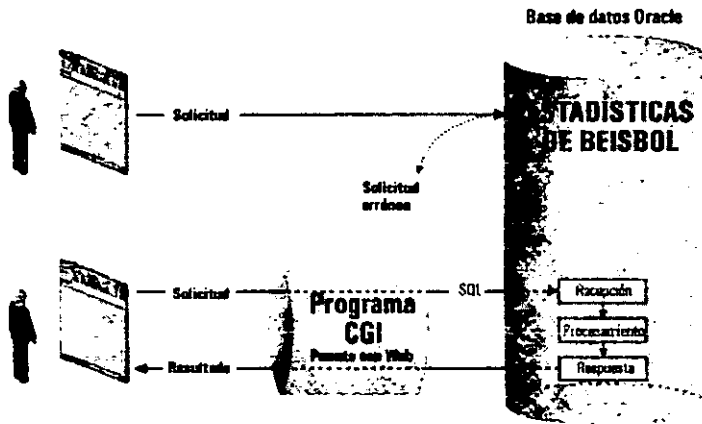 Base de datos Oracle
ESTADÍSTICAS
DE BEISBOL
Solicitud
Solicitud
errónea
Solicitud
SQL
Recepción
Programa
CGI
Puente con Web
Procesamiento
Resultado
Respuesta